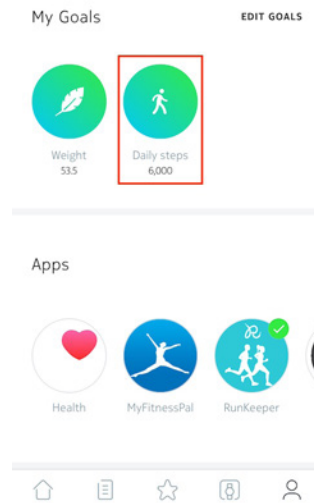 My Goals EDIT GOALS
Weight Daily steps
53.5 6,000
Apps
Health MyFitnessPal RunKeeper